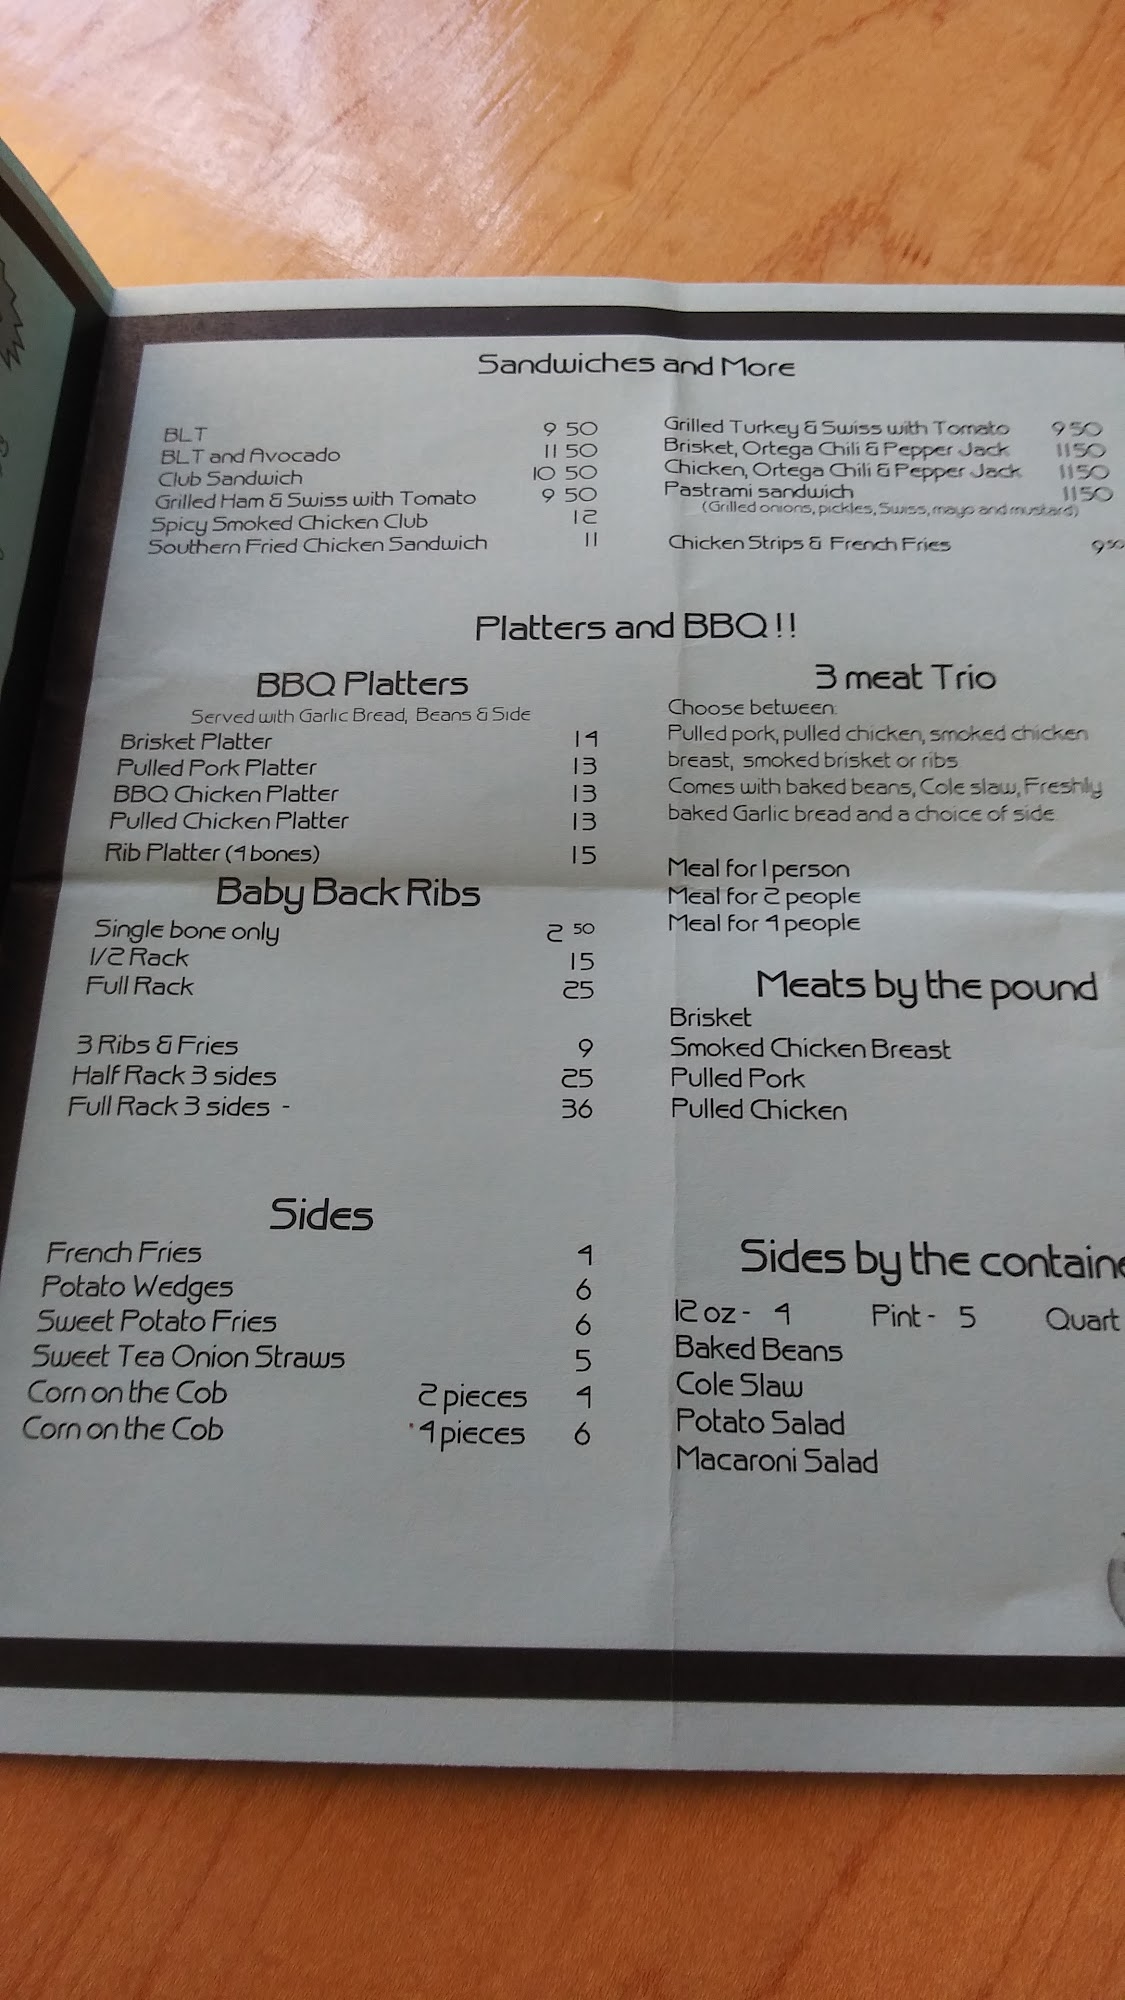 Sandwiches and More
BLT 9 50
BLT and Avocado 11 50
Club Sandwich 10 50
Grilled Ham & Swiss with Tomato 9 50
Spicy Smoked Chicken Club 12
Southern Fried Chicken Sandwich 11
Grilled Turkey & Swiss with Tomato 9 50
Brisket, Ortega Chili & Pepper Jack 11 50
Chicken, Ortega Chili & Pepper Jack 11 50
Pastrami sandwich 11 50
(Grilled onions, pickles, Swiss, mayo and mustard)
Chicken Strips & French Fries 9 50
Platters and BBQ!!
BBQ Platters
Served with Garlic Bread, Beans & Side
Brisket Platter 14
Pulled Pork Platter 13
BBQ Chicken Platter 13
Pulled Chicken Platter 13
Rib Platter (4 bones) 15
Baby Back Ribs
Single bone only 2 50
1/2 Rack 15
Full Rack 25
3 Ribs & Fries 9
Half Rack 3 sides 25
Full Rack 3 sides - 36
Sides
French Fries 4
Potato Wedges 6
Sweet Potato Fries 6
Sweet Tea Onion Straws 5
Corn on the Cob 2 pieces 4
Corn on the Cob 4 pieces 6
3 meat Trio
Choose between:
Pulled pork, pulled chicken, smoked chicken
breast, smoked brisket or ribs.
Comes with baked beans, Cole slaw, Freshly
baked Garlic bread and a choice of side.
Meal for 1 person
Meal for 2 people
Meal for 4 people
Meats by the pound
Brisket
Smoked Chicken Breast
Pulled Pork
Pulled Chicken
Sides by the
12 oz - 4 Pint - 5 Quart
Baked Beans
Cole Slaw
Potato Salad
Macaroni Salad